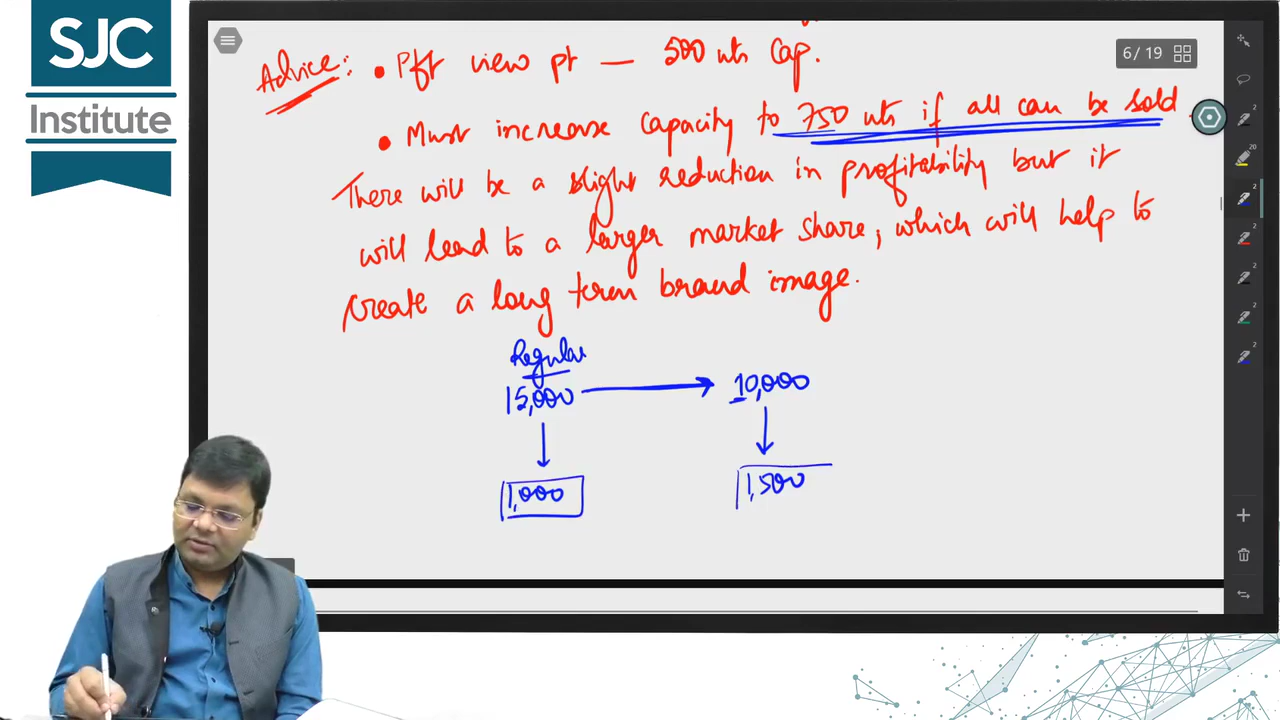 SJC
Institute
6 / 19
Advice: • Pft view pt — 500 uts Cap.
• Must increase capacity to 750 uts if all can be sold.
There will be a slight reduction in profitability but it
will lead to a larger market share, which will help to
create a long term brand image.
Regular
15,000 → 10,000
1,000 1,500